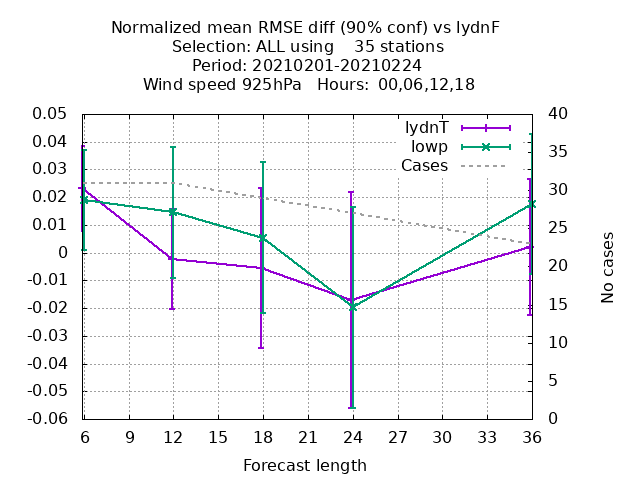 Normalized mean RMSE diff (90% conf) vs lydnF
Selection: ALL using    35 stations
Period: 20210201-20210224
Wind speed 925hPa   Hours:  00,06,12,18
0.05
0.04
0.03
0.02
0.01
0
-0.01
-0.02
-0.03
-0.04
-0.05
-0.06
lydnT
lowp
Cases
40
35
30
25
20
15
10
5
0
No cases
6 9 12 15 18 21 24 27 30 33 36
Forecast length